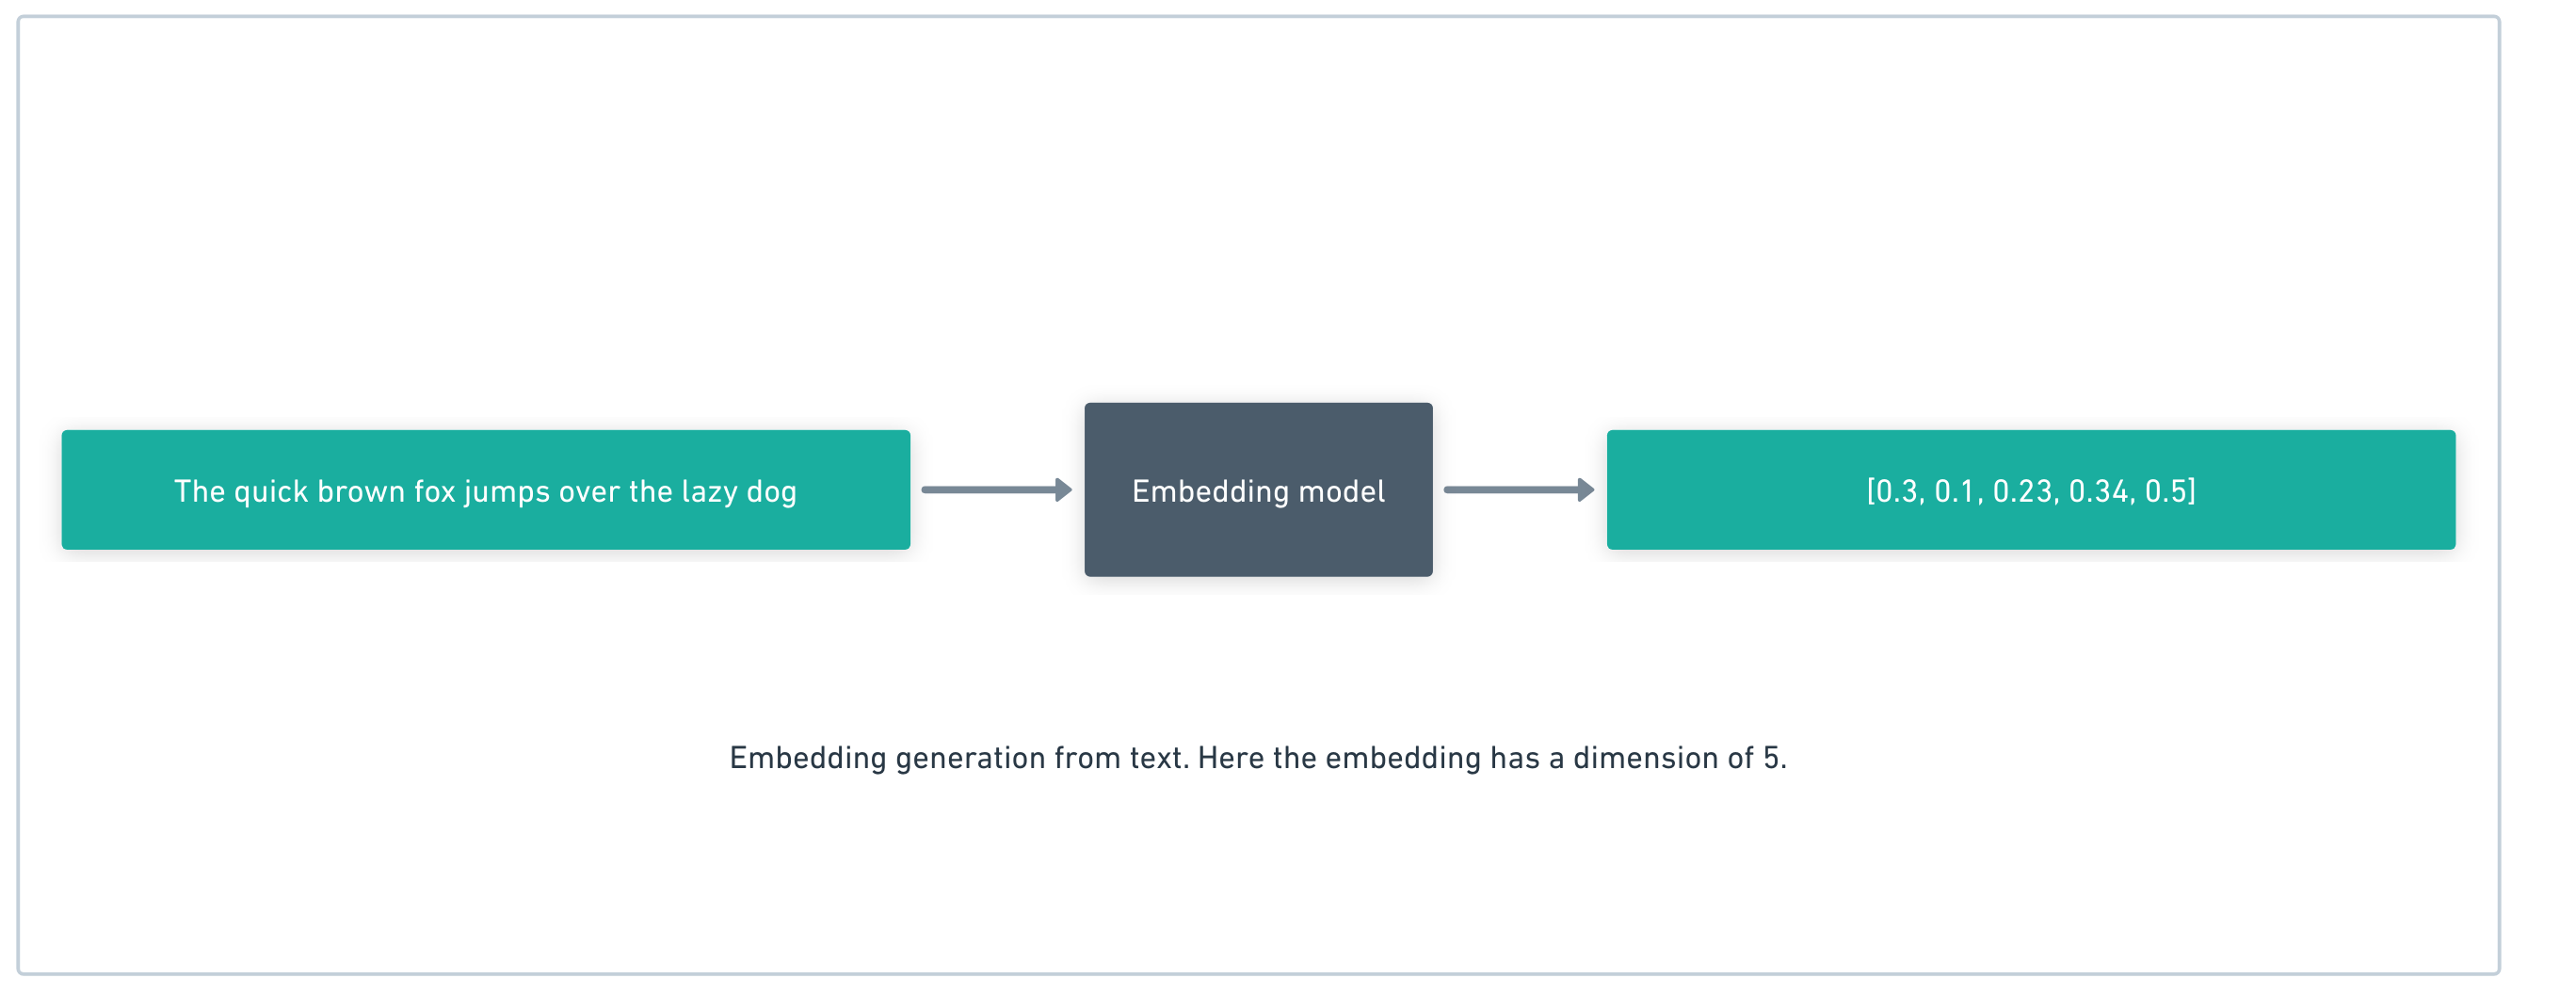 The quick brown fox jumps over the lazy dog
Embedding model
[0.3, 0.1, 0.23, 0.34, 0.5]
Embedding generation from text. Here the embedding has a dimension of 5.